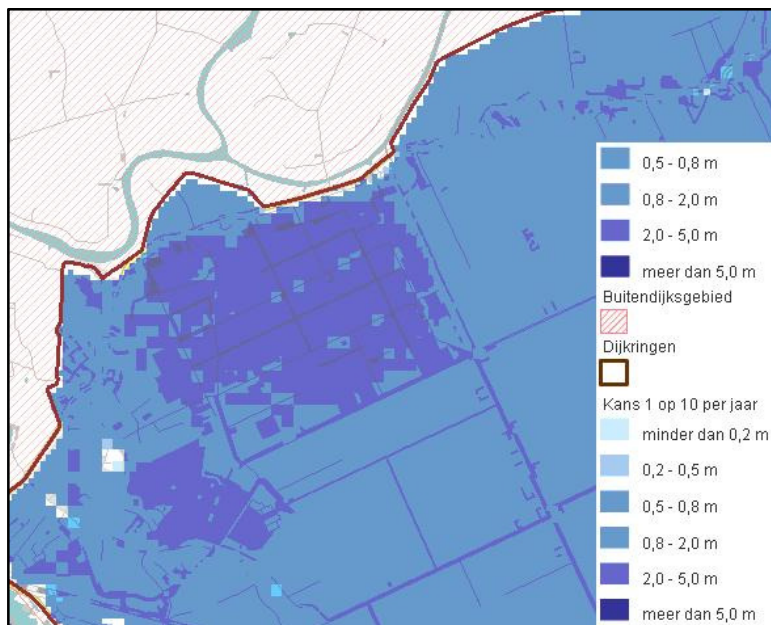 0,5 - 0,8 m
0,8 - 2,0 m
2,0 - 5,0 m
meer dan 5,0 m
Buitendijksgebied
Dijkringen
Kans 1 op 10 per jaar
minder dan 0,2 m
0,2 - 0,5 m
0,5 - 0,8 m
0,8 - 2,0 m
2,0 - 5,0 m
meer dan 5,0 m